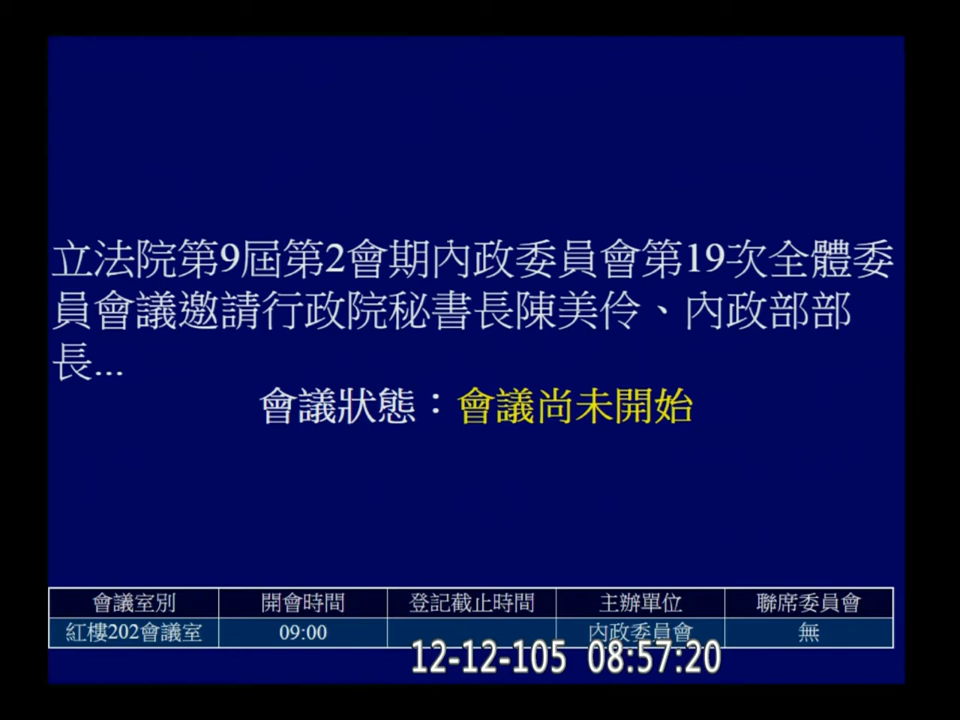 立法院第9屆第2會期內政委員會第19次全體委
員會議邀請行政院秘書長陳美伶、內政部部
長...
會議狀態：會議尚未開始
會議室別 開會時間 登記截止時間 主辦單位 聯席委員會
紅樓202會議室 09:00 內政委員會 無
12-12-105 08:57:20